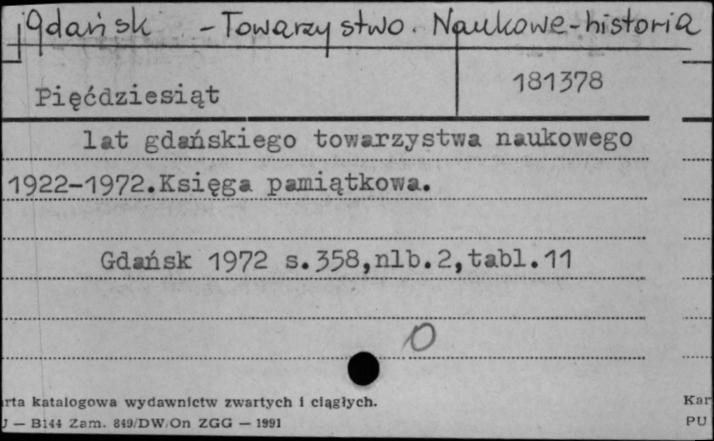 Gdańsk - Towarzystwo Naukowe - historia
Pięćdziesiąt
181378
lat gdańskiego towarzystwa naukowego
1922-1972.Księga pamiątkowa.
Gdańsk 1972 s.358,nlb.2,tabl.11
O
rta katalogowa wydawnictw zwartych i ciągłych.
Kar
J — B144 Zam. 849/DW/On ZGG — 1991
PU